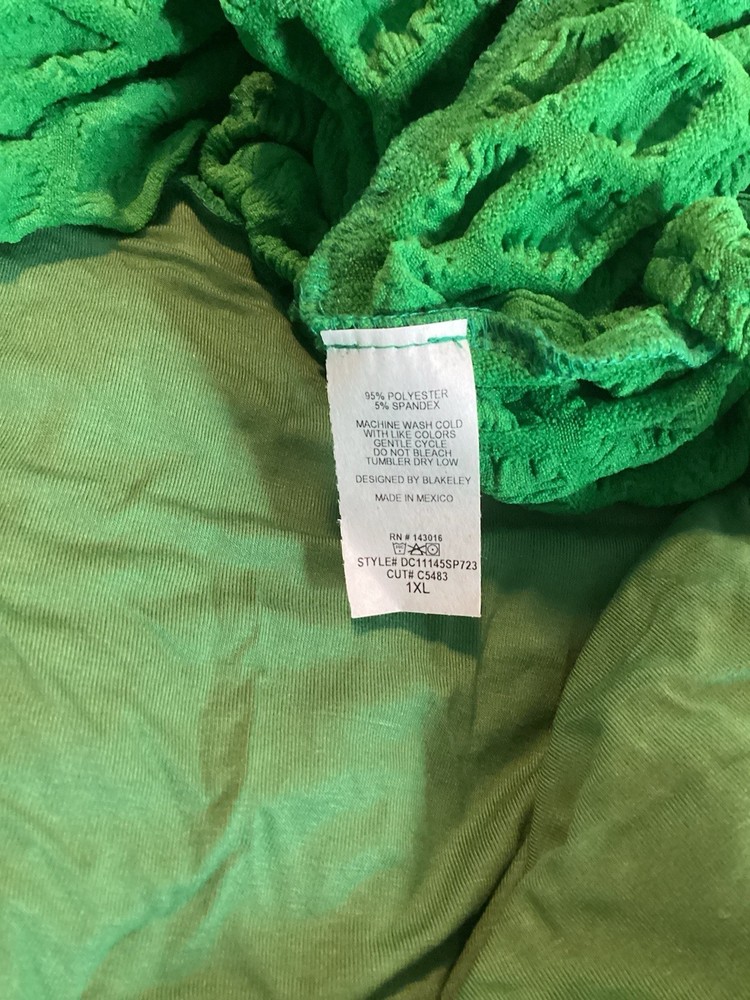 95% POLYESTER
5% SPANDEX
MACHINE WASH COLD
WITH LIKE COLORS
GENTLE CYCLE
DO NOT BLEACH
TUMBLER DRY LOW
DESIGNED BY BLAKELEY
MADE IN MEXICO
RN # 143016
STYLE# DC11145SP723
CUT# C5483
1XL